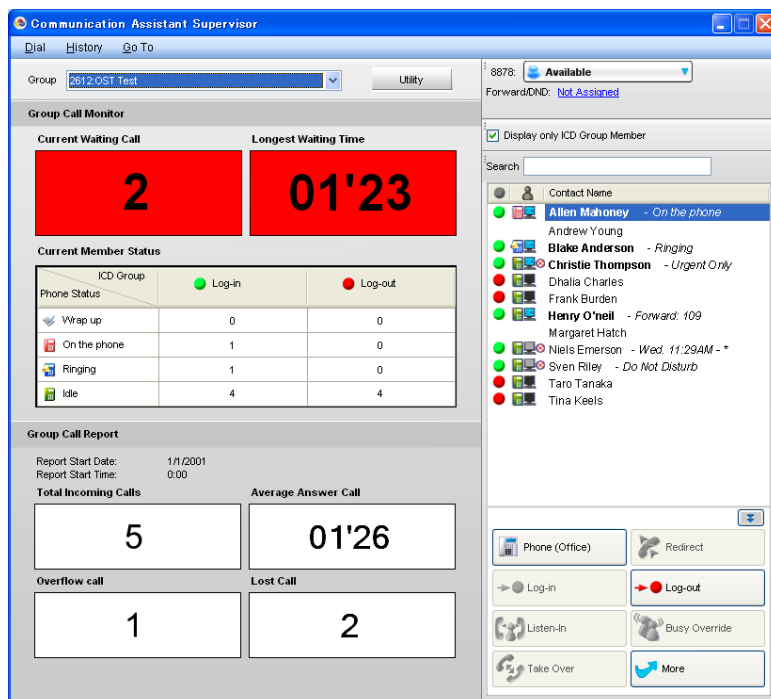 Communication Assistant Supervisor
Dial History Go To
Group 2612:OST Test Utility
Group Call Monitor
Current Waiting Call Longest Waiting Time
2 01'23
Current Member Status
ICD Group
Phone Status
Log-in Log-out
Wrap up 0 0
On the phone 1 0
Ringing 1 0
Idle 4 4
Group Call Report
Report Start Date: 1/1/2001
Report Start Time: 0:00
Total Incoming Calls Average Answer Call
5 01'26
Overflow call Lost Call
1 2
8878: Available
Forward/DND: Not Assigned
Display only ICD Group Member
Search
Contact Name
Allen Mahoney - On the phone
Andrew Young
Blake Anderson - Ringing
Christie Thompson - Urgent Only
Dhalia Charles
Frank Burden
Henry O'neil - Forward: 109
Margaret Hatch
Niels Emerson - Wed. 11:29AM - *
Sven Riley - Do Not Disturb
Taro Tanaka
Tina Keels
Phone (Office) Redirect
Log-in Log-out
Listen-In Busy Override
Take Over More